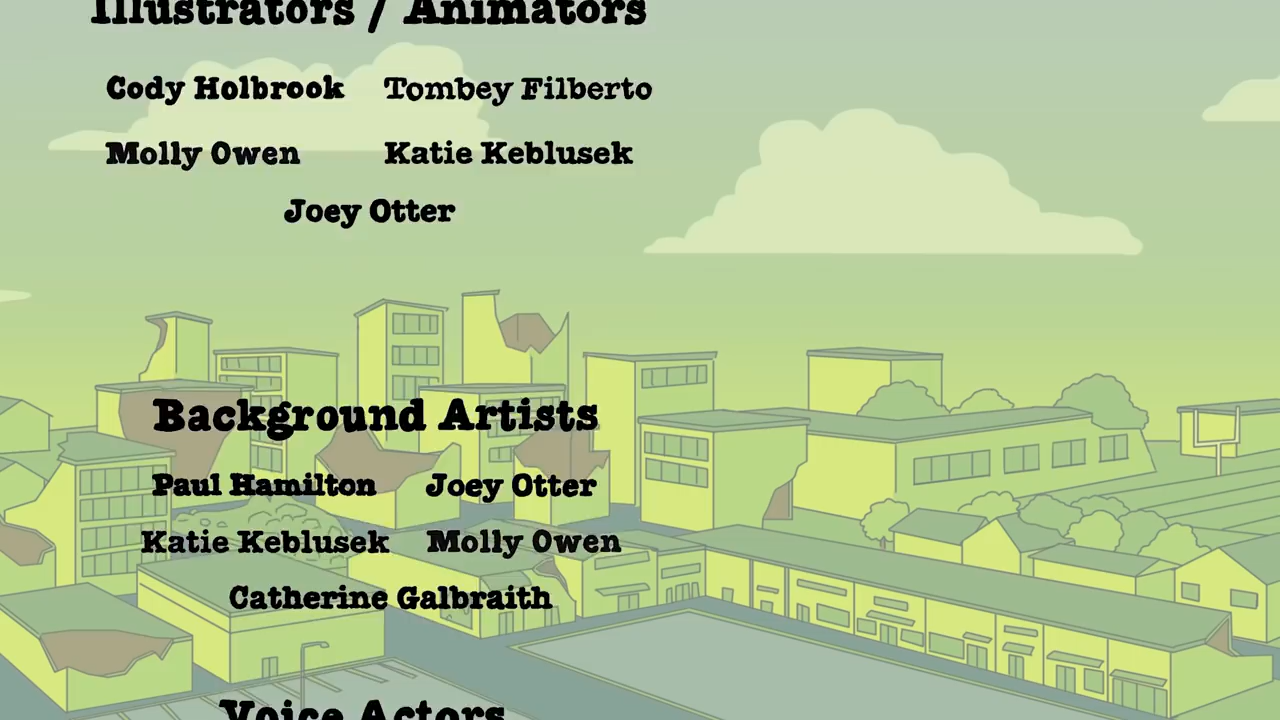 Illustrators / Animators
Cody Holbrook Tombey Filberto
Molly Owen Katie Keblusek
Joey Otter
Background Artists
Paul Hamilton Joey Otter
Katie Keblusek Molly Owen
Catherine Galbraith
Voice Actors